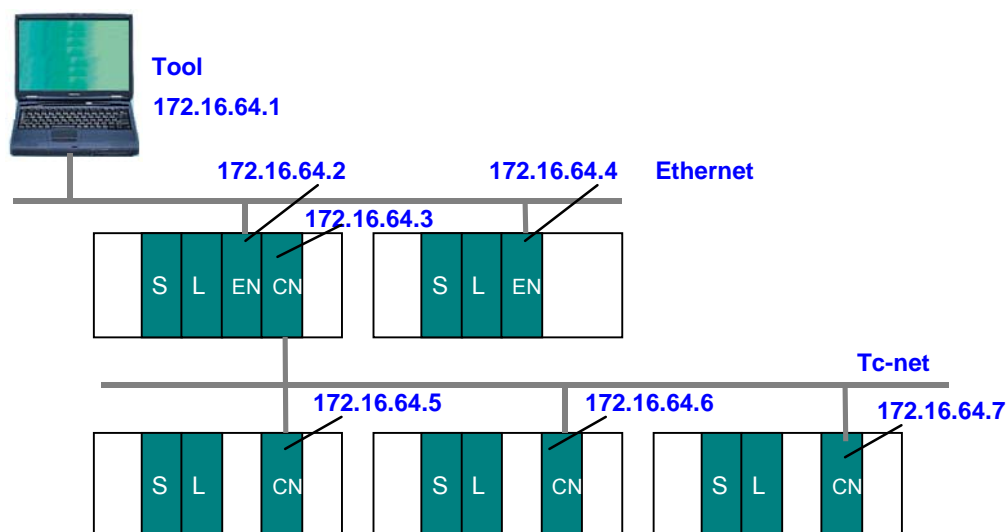 Tool
172.16.64.1
172.16.64.2
172.16.64.4
Ethernet
172.16.64.3
S L EN CN
S L EN
Tc-net
172.16.64.5
172.16.64.6
172.16.64.7
S L CN
S L CN
S L CN